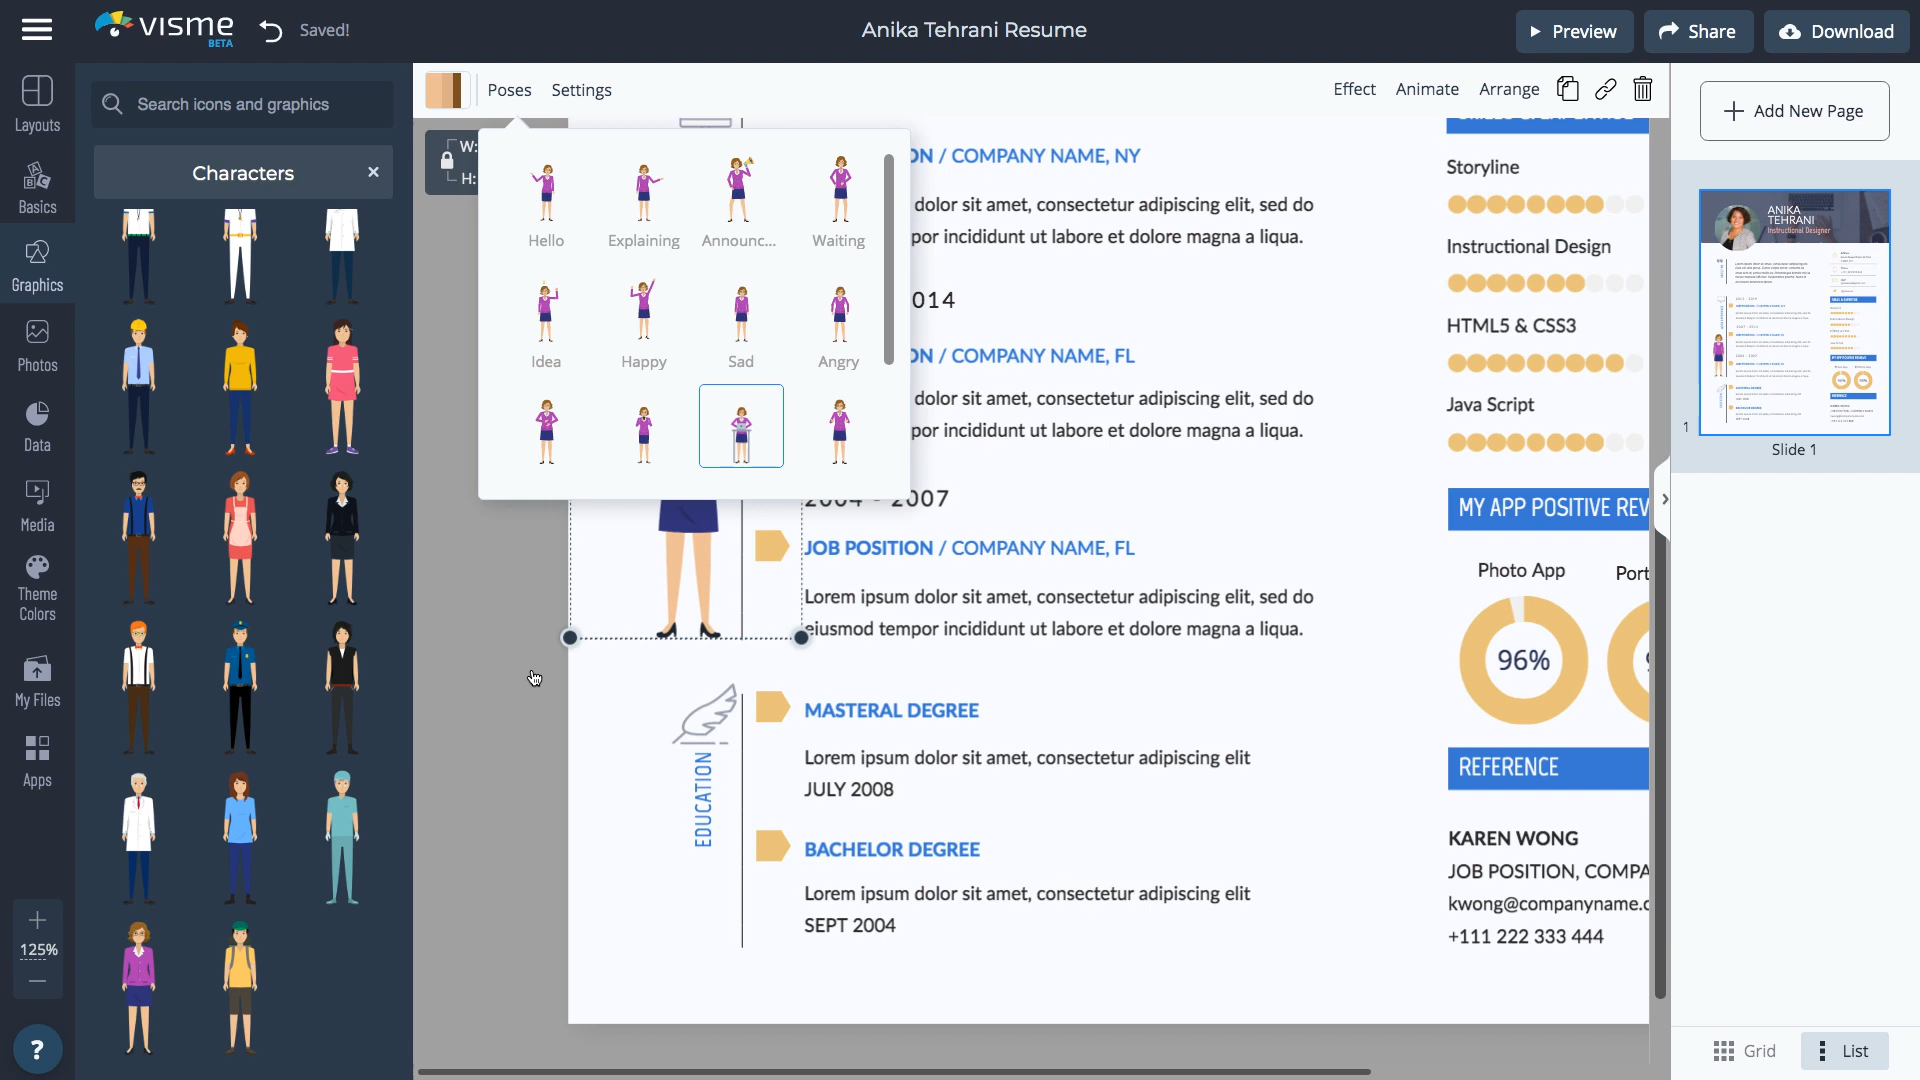 visme
BETA
Saved!
Anika Tehrani Resume
Preview
Share
Download
Layouts
Basics
Graphics
Photos
Data
Media
Theme
Colors
My Files
Apps
125%
?
Search icons and graphics
Characters
Poses
Settings
Effect
Animate
Arrange
W:
H:
Hello
Explaining
Announc...
Waiting
Idea
Happy
Sad
Angry
ON / COMPANY NAME, NY
dolor sit amet, consectetur adipiscing elit, sed do
por incididunt ut labore et dolore magna a liqua.
014
ON / COMPANY NAME, FL
dolor sit amet, consectetur adipiscing elit, sed do
por incididunt ut labore et dolore magna a liqua.
2004 - 2007
JOB POSITION / COMPANY NAME, FL
Lorem ipsum dolor sit amet, consectetur adipiscing elit, sed do
eiusmod tempor incididunt ut labore et dolore magna a liqua.
EDUCATION
MASTERAL DEGREE
Lorem ipsum dolor sit amet, consectetur adipiscing elit
JULY 2008
BACHELOR DEGREE
Lorem ipsum dolor sit amet, consectetur adipiscing elit
SEPT 2004
Storyline
Instructional Design
HTML5 & CSS3
Java Script
MY APP POSITIVE REV
Photo App
Port
96%
REFERENCE
KAREN WONG
JOB POSITION, COMPA
kwong@companyname.c
+111 222 333 444
Add New Page
ANIKA
TEHRANI
Instructional Designer
1
Slide 1
Grid
List